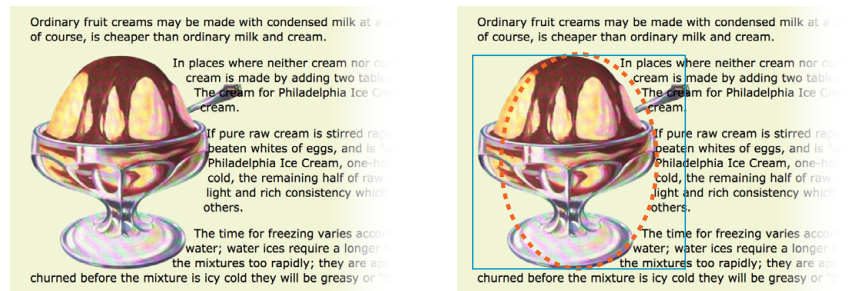 Ordinary fruit creams may be made with condensed milk at a
of course, is cheaper than ordinary milk and cream.
In places where neither cream nor
cream is made by adding two
The cream for Philadelphia Ice
cream.
If pure raw cream is stirred
beaten whites of eggs, and is
Philadelphia Ice Cream,
cold, the remaining half of raw
light and rich consistency which
others.
The time for freezing varies
water; water ices require a longer
the mixtures too rapidly; they are
churned before the mixture is icy cold they will be greasy or
Ordinary fruit creams may be made with condensed milk at a
of course, is cheaper than ordinary milk and cream.
In places where neither cream nor
cream is made by adding two
The cream for Philadelphia Ice
cream.
If pure raw cream is stirred
beaten whites of eggs, and is
Philadelphia Ice Cream,
cold, the remaining half of raw
light and rich consistency which
others.
The time for freezing varies
water; water ices require a longer
the mixtures too rapidly; they are
churned before the mixture is icy cold they will be greasy or